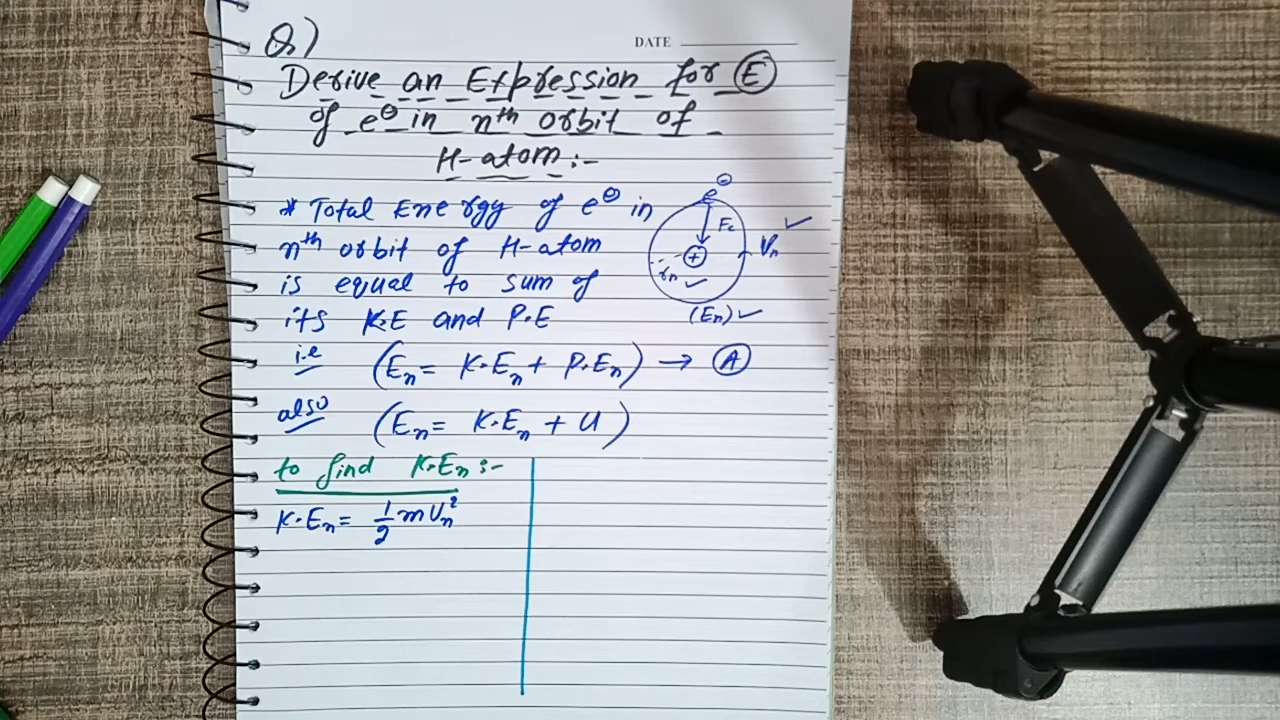 Q)
DATE
Derive an Expression for E
of e⊖ in nth orbit of
H-atom:-
* Total Energy of e⊖ in
nth orbit of H-atom
is equal to sum of
its K.E and P.E
⊖
e
Fc
+
rn ✓
Vn ✓
(En) ✓
i.e (En = K.En + P.En) → A
also (En = K.En + U)
to find K.En:-
K.En = 1/2 m Vn²